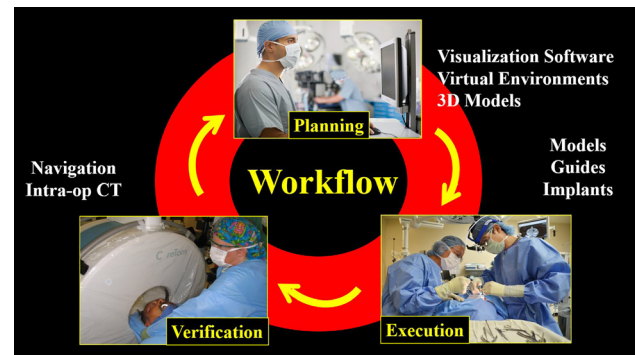 Visualization Software
Virtual Environments
3D Models
Planning
Models
Guides
Implants
Navigation
Intra-op CT
Workflow
Verification
Execution